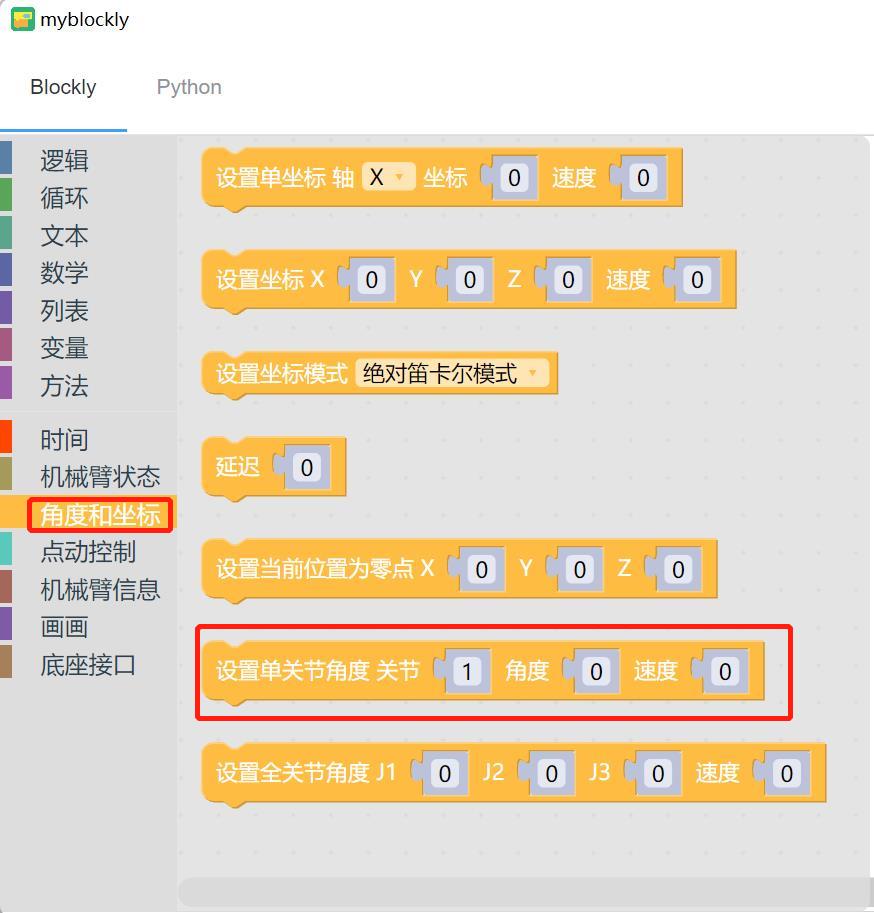 myblockly
Blockly Python
逻辑
循环
文本
数学
列表
变量
方法
时间
机械臂状态
角度和坐标
点动控制
机械臂信息
画画
底座接口
设置单坐标 轴 X 坐标 0 速度 0
设置坐标 X 0 Y 0 Z 0 速度 0
设置坐标模式 绝对笛卡尔模式
延迟 0
设置当前位置为零点 X 0 Y 0 Z 0
设置单关节角度 关节 1 角度 0 速度 0
设置全关节角度 J1 0 J2 0 J3 0 速度 0